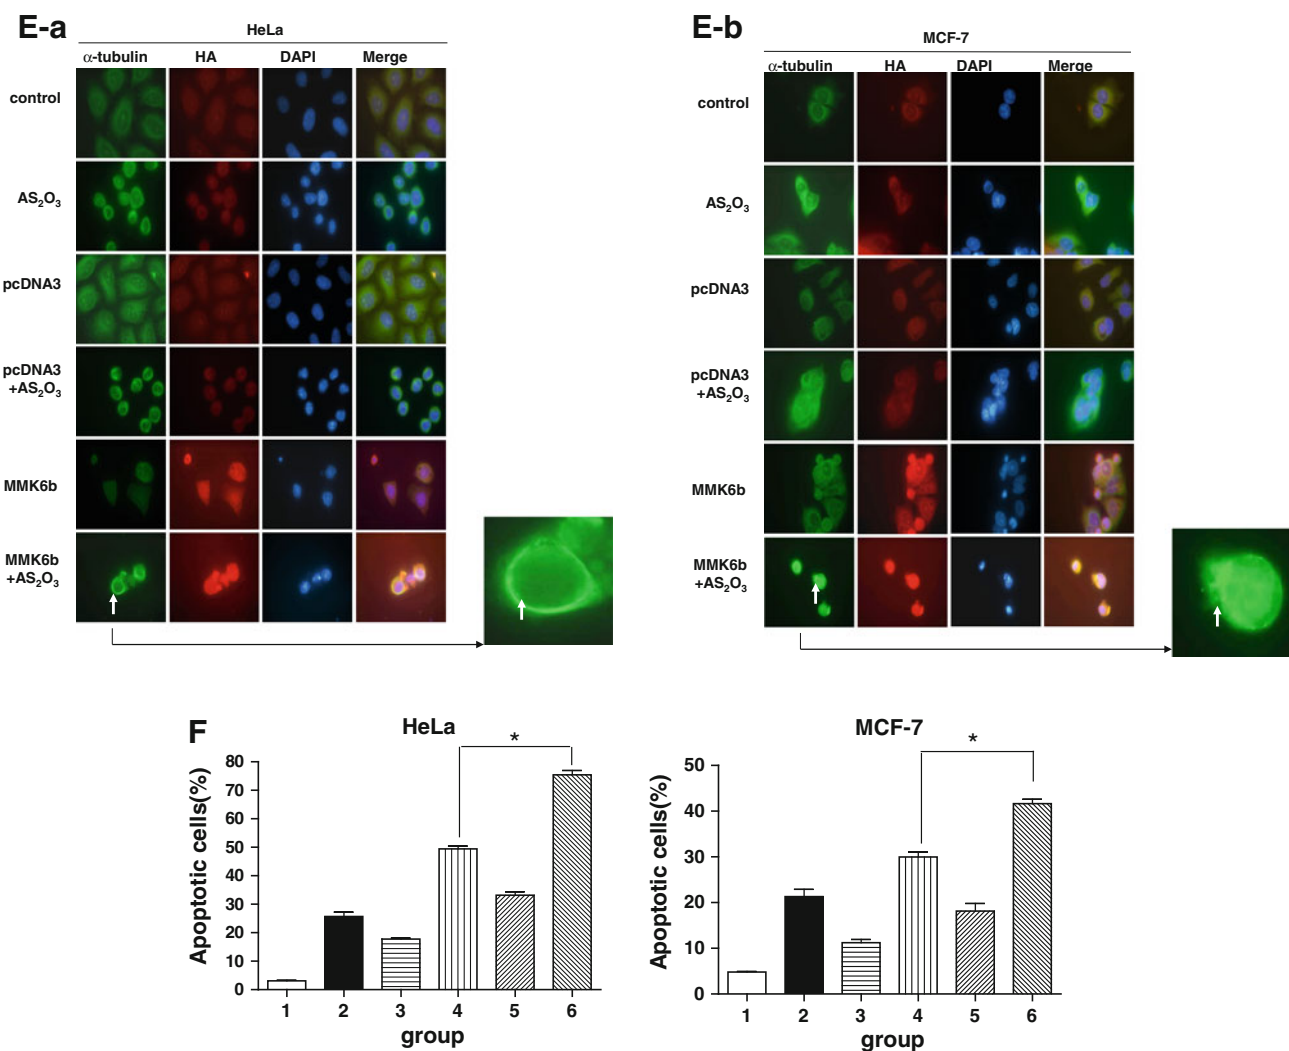 E-a
HeLa
α-tubulin HA DAPI Merge
control
AS₂O₃
pcDNA3
pcDNA3
+AS₂O₃
MMK6b
MMK6b
+AS₂O₃
E-b
MCF-7
α-tubulin HA DAPI Merge
control
AS₂O₃
pcDNA3
pcDNA3
+AS₂O₃
MMK6b
MMK6b
+AS₂O₃
F
HeLa
*
Apoptotic cells(%)
80
70
60
50
40
30
20
10
0
1 2 3 4 5 6
group
MCF-7
*
Apoptotic cells(%)
50
40
30
20
10
0
1 2 3 4 5 6
group